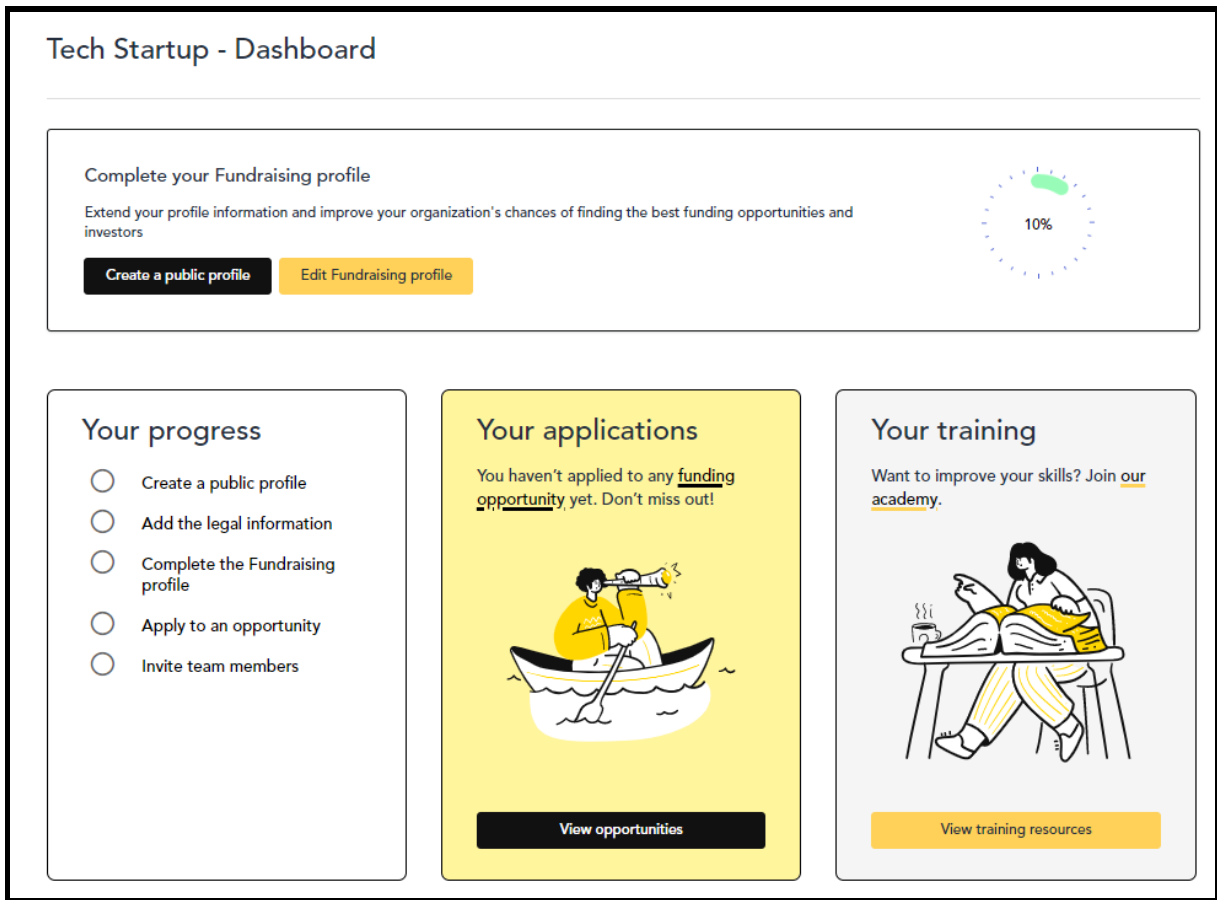 Tech Startup - Dashboard
Complete your Fundraising profile
Extend your profile information and improve your organization's chances of finding the best funding opportunities and
investors
10%
Create a public profile
Edit Fundraising profile
Your progress
Create a public profile
Add the legal information
Complete the Fundraising
profile
Apply to an opportunity
Invite team members
Your applications
You haven't applied to any funding
opportunity yet. Don't miss out!
View opportunities
Your training
Want to improve your skills? Join our
academy.
View training resources